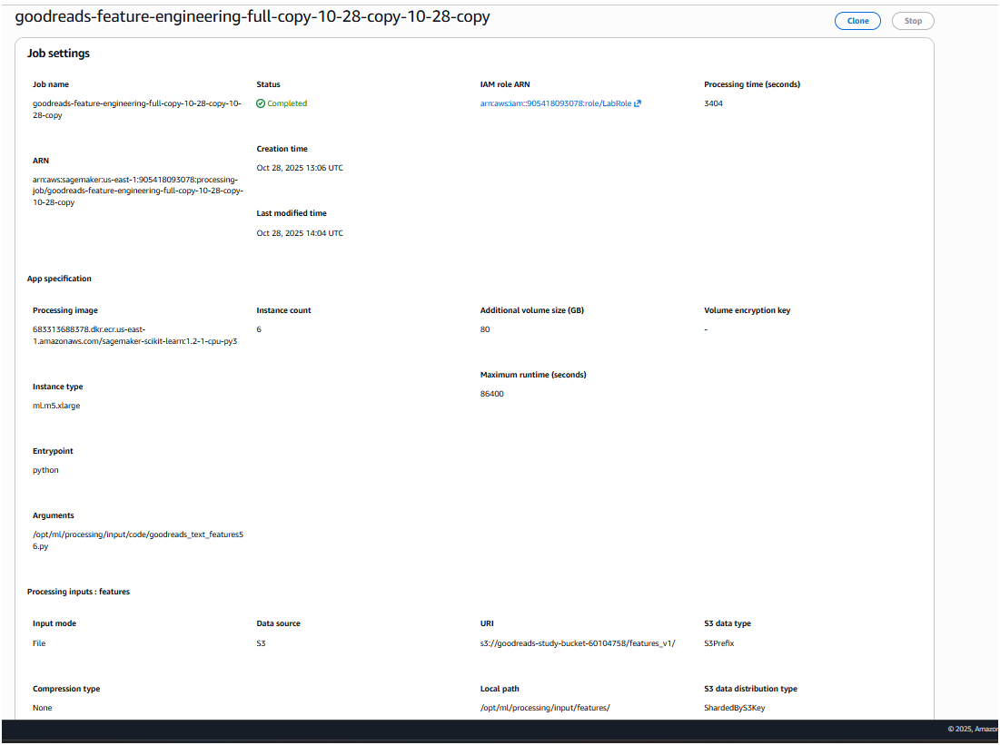 goodreads-feature-engineering-full-copy-10-28-copy-10-28-copy
Clone
Stop
Job settings
Job name
Status
IAM role ARN
Processing time (seconds)
goodreads-feature-engineering-full-copy-10-28-copy-10-
28-copy
Completed
arn:aws:iam::905418093078:role/LabRole
3404
Creation time
ARN
Oct 28, 2025 13:06 UTC
arn:aws:sagemaker:us-east-1:905418093078:processing-
job/goodreads-feature-engineering-full-copy-10-28-copy-
10-28-copy
Last modified time
Oct 28, 2025 14:04 UTC
App specification
Processing image
Instance count
Additional volume size (GB)
Volume encryption key
683313688378.dkr.ecr.us-east-
1.amazonaws.com/sagemaker-scikit-learn:1.2-1-cpu-py3
6
80
-
Maximum runtime (seconds)
Instance type
86400
ml.m5.xlarge
Entrypoint
python
Arguments
/opt/ml/processing/input/code/goodreads_text_features5
6.py
Processing inputs : features
Input mode
Data source
URI
S3 data type
File
S3
s3://goodreads-study-bucket-60104758/features_v1/
S3Prefix
Compression type
Local path
S3 data distribution type
None
/opt/ml/processing/input/features/
ShardedByS3Key
© 2025, Amazon